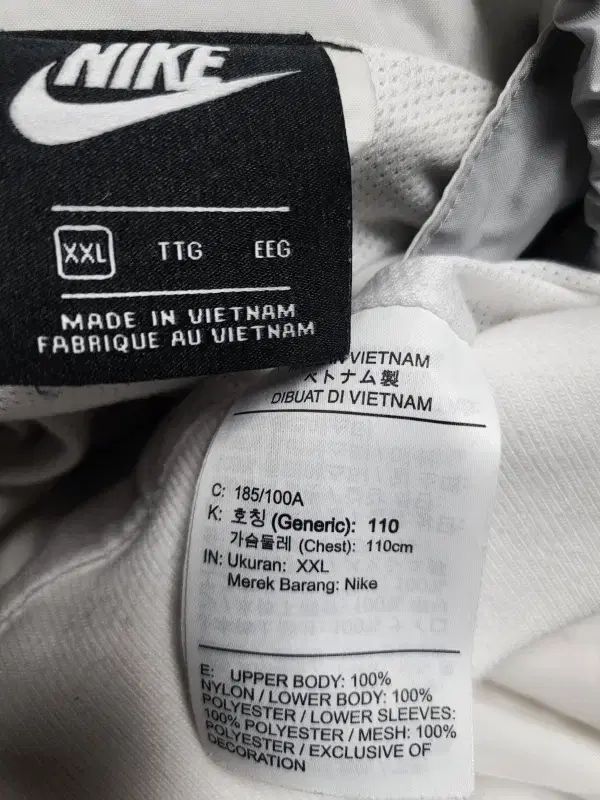 NIKE
XXL TTG EEG
MADE IN VIETNAM
FABRIQUE AU VIETNAM
VIETNAM
ベトナム製
DIBUAT DI VIETNAM
C: 185/100A
K: 호칭 (Generic): 110
가슴둘레 (Chest): 110cm
IN: Ukuran: XXL
Merek Barang: Nike
E: UPPER BODY: 100%
NYLON / LOWER BODY: 100%
POLYESTER / LOWER SLEEVES:
100% POLYESTER / MESH: 100%
POLYESTER / EXCLUSIVE OF
DECORATION